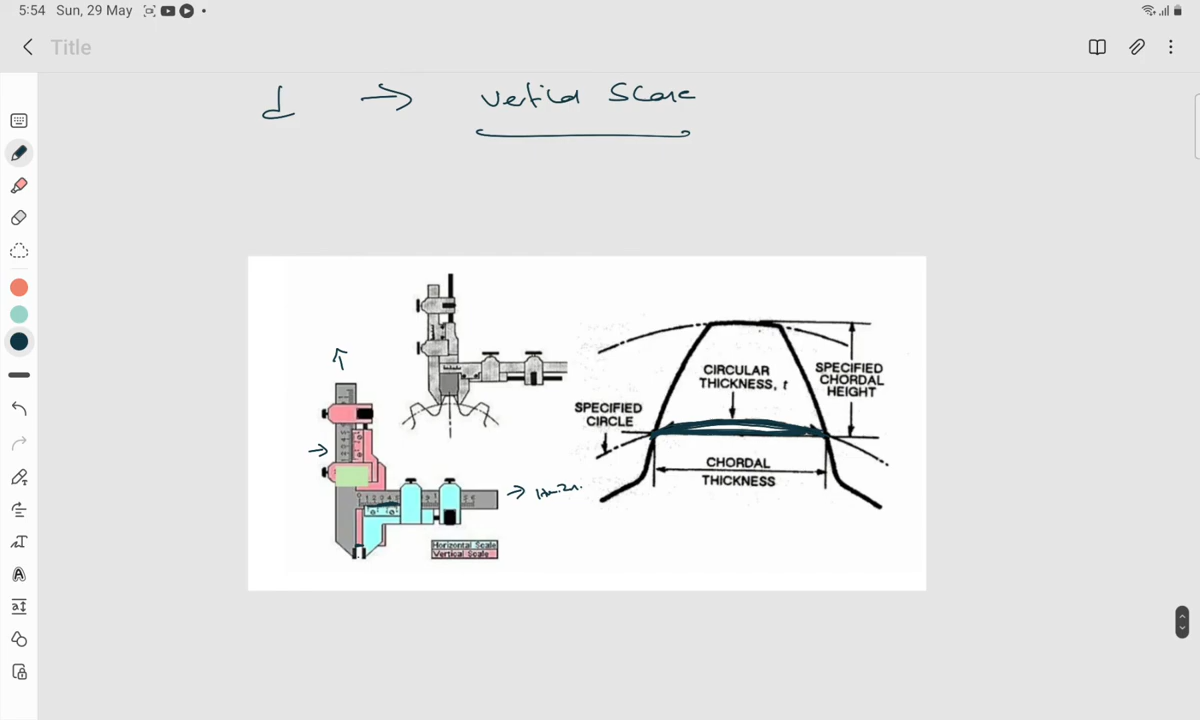 5:54 Sun, 29 May
Title
d → vertical scale
CIRCULAR
THICKNESS, t
SPECIFIED
CHORDAL
HEIGHT
SPECIFIED
CIRCLE
CHORDAL
THICKNESS
Horizontal Scale
Vertical Scale